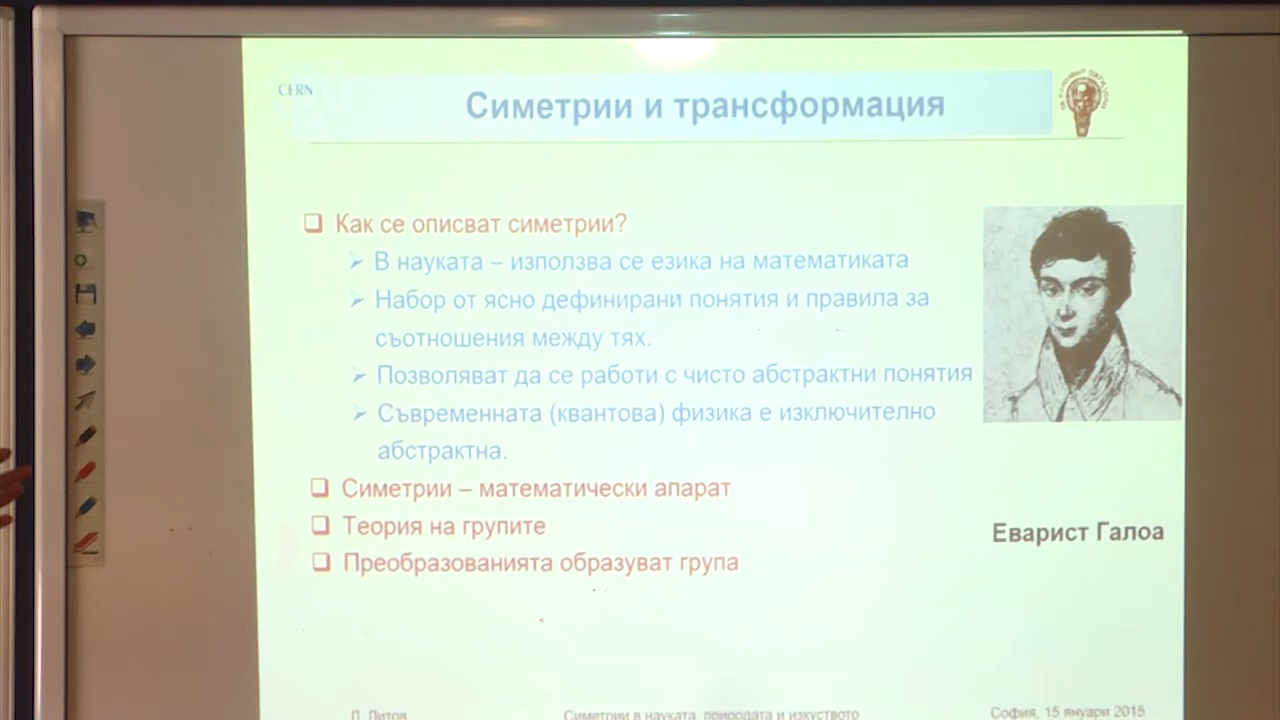 CERN
Симетрии и трансформация
Как се описват симетрии?
В науката – използва се езика на математиката
Набор от ясно дефинирани понятия и правила за
съотношения между тях.
Позволяват да се работи с чисто абстрактни понятия
Съвременната (квантова) физика е изключително
абстрактна.
Симетрии – математически апарат
Теория на групите
Преобразованията образуват група
Еварист Галоа
Л. Литов
Симетрии в науката, природата и изкуството
София, 15 януари 2015